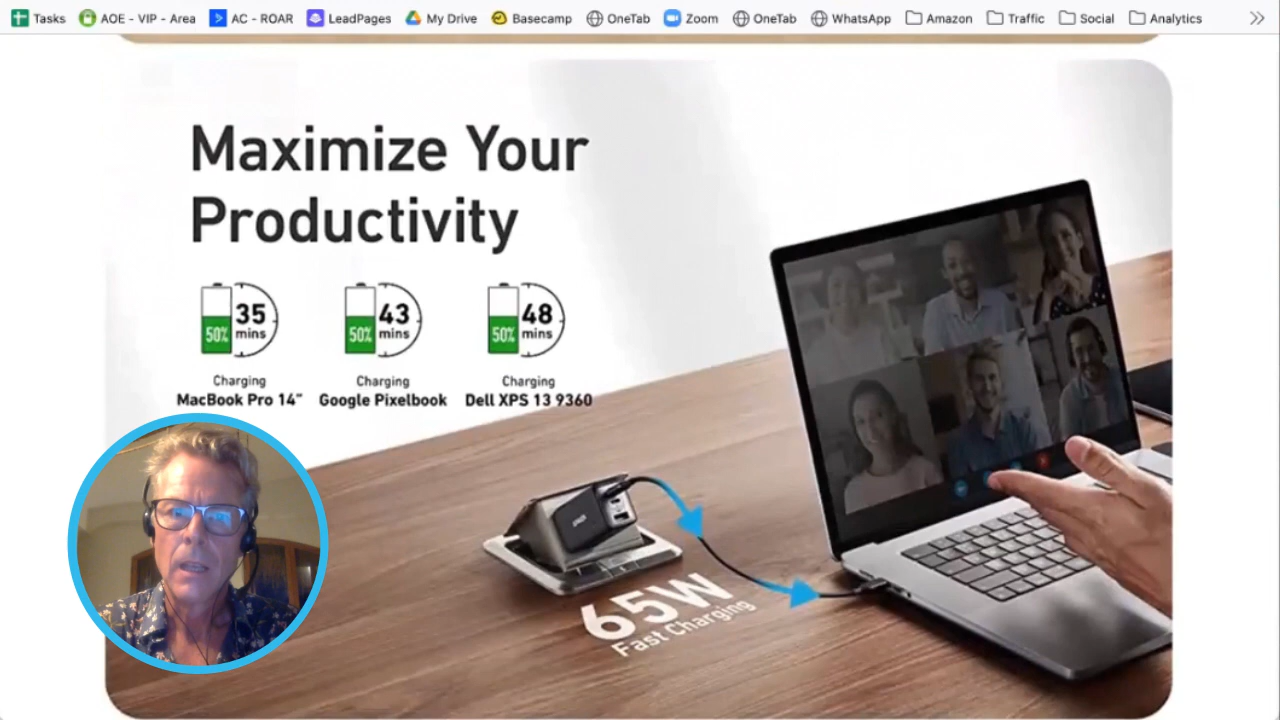 Tasks AOE - VIP - Area AC - ROAR LeadPages My Drive Basecamp OneTab Zoom OneTab WhatsApp Amazon Traffic Social Analytics
Maximize Your
Productivity
50% 35 mins
50% 43 mins
50% 48 mins
Charging
MacBook Pro 14”
Charging
Google Pixelbook
Charging
Dell XPS 13 9360
ANKER
65W
Fast Charging